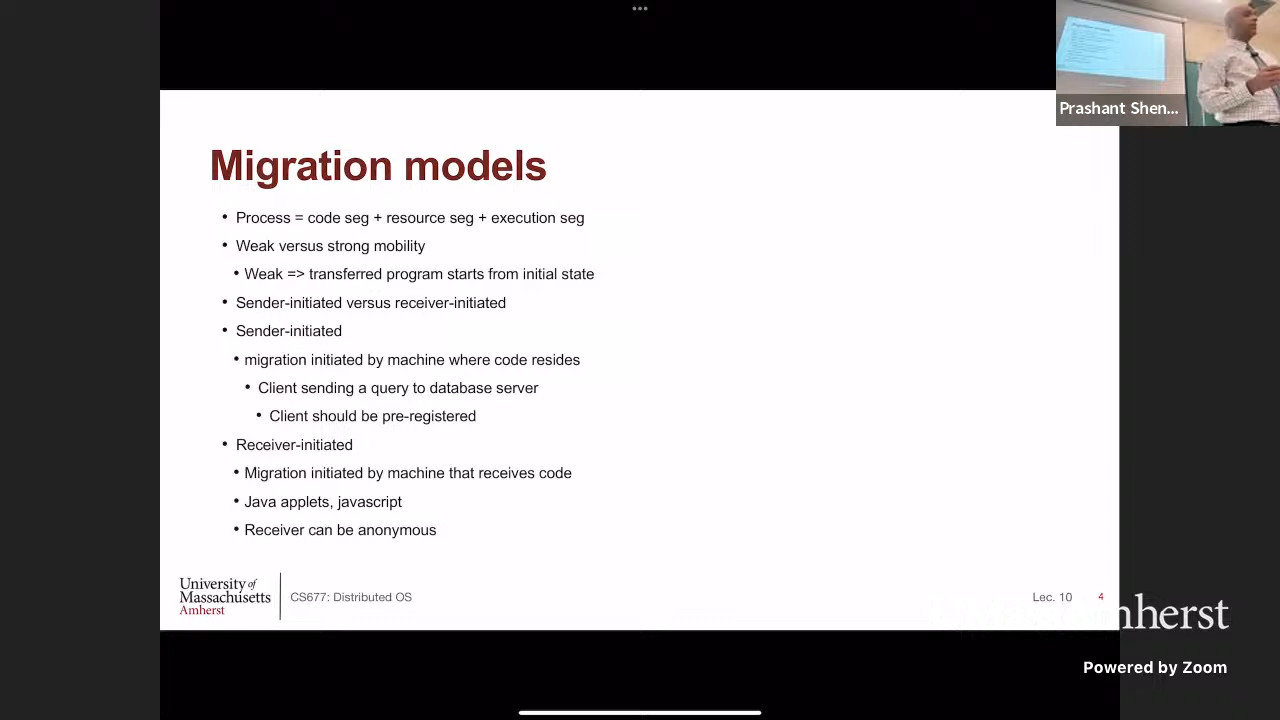 Prashant Shen...
Migration models
• Process = code seg + resource seg + execution seg
• Weak versus strong mobility
• Weak => transferred program starts from initial state
• Sender-initiated versus receiver-initiated
• Sender-initiated
• migration initiated by machine where code resides
• Client sending a query to database server
• Client should be pre-registered
• Receiver-initiated
• Migration initiated by machine that receives code
• Java applets, javascript
• Receiver can be anonymous
University of
Massachusetts
Amherst
CS677: Distributed OS
Lec. 10
4
UMassAmherst
Powered by Zoom